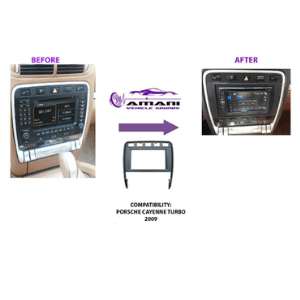 BEFORE
AFTER
AMANI
VEHICLE SOUNDS
COMPATIBILITY:
PORSCHE CAYENNE TURBO
2009